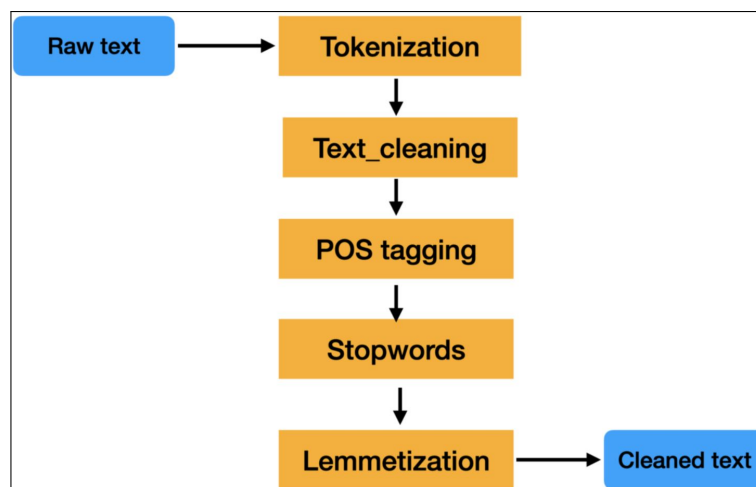 Raw text
Tokenization
Text_cleaning
POS tagging
Stopwords
Lemmetization
Cleaned text